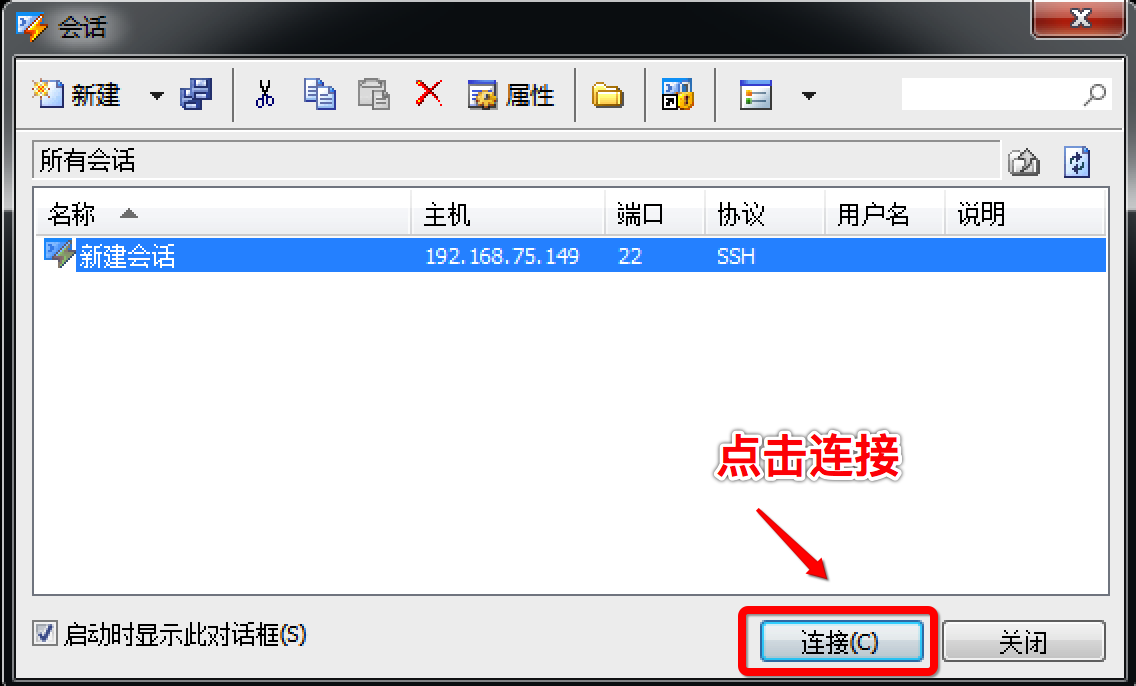 会话
新建 属性
所有会话
名称 主机 端口 协议 用户名 说明
新建会话 192.168.75.149 22 SSH
点击连接
启动时显示此对话框(S) 连接(C) 关闭